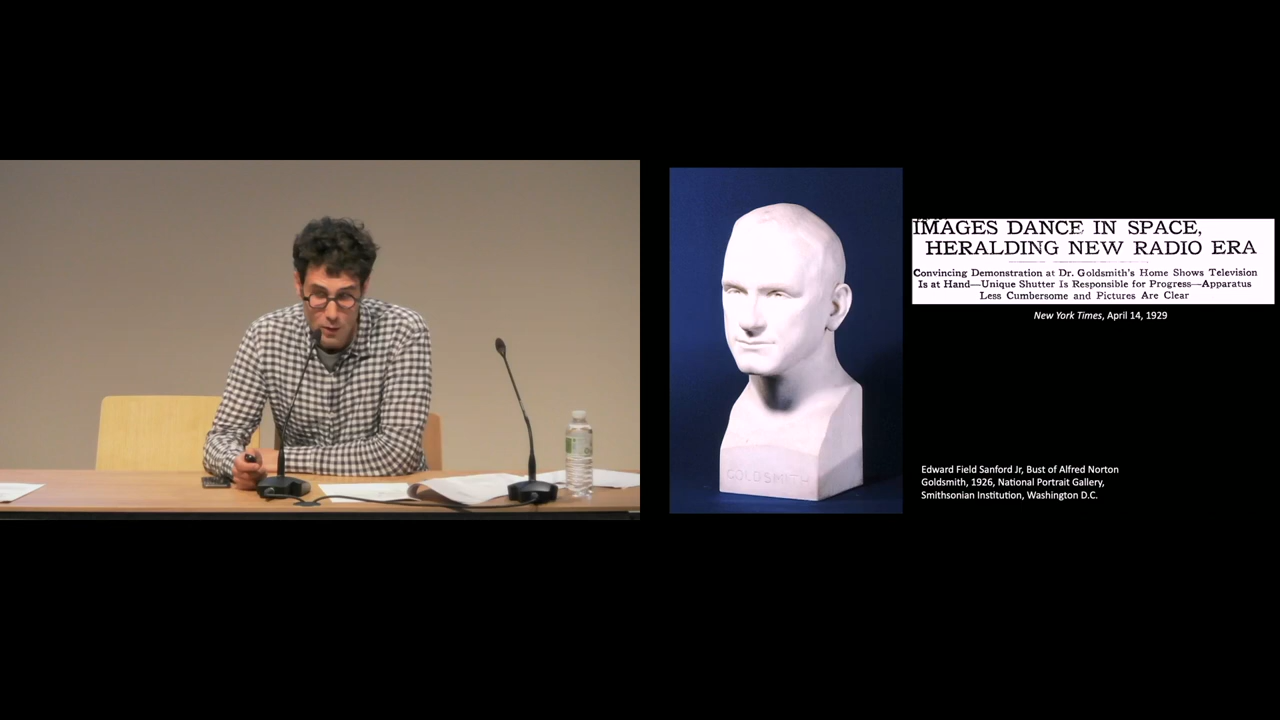 IMAGES DANCE IN SPACE,
HERALDING NEW RADIO ERA
Convincing Demonstration at Dr. Goldsmith's Home Shows Television
Is at Hand—Unique Shutter Is Responsible for Progress—Apparatus
Less Cumbersome and Pictures Are Clear
New York Times, April 14, 1929
GOLDSMITH
Edward Field Sanford Jr, Bust of Alfred Norton
Goldsmith, 1926, National Portrait Gallery,
Smithsonian Institution, Washington D.C.